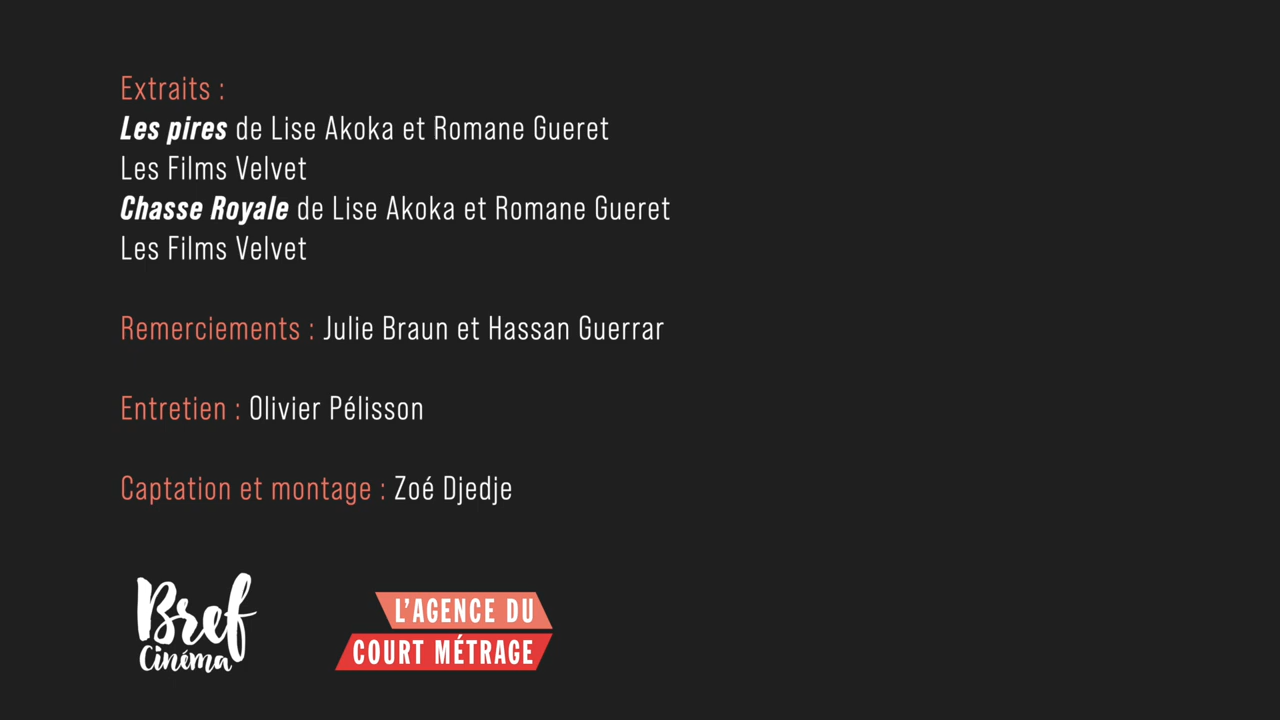 Extraits :
Les pires de Lise Akoka et Romane Gueret
Les Films Velvet
Chasse Royale de Lise Akoka et Romane Gueret
Les Films Velvet
Remerciements : Julie Braun et Hassan Guerrar
Entretien : Olivier Pélisson
Captation et montage : Zoé Djedje
Bref
Cinéma
L'AGENCE DU
COURT MÉTRAGE